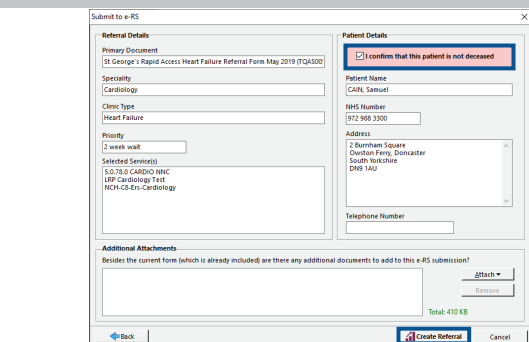 Submit to e-RS
Referral Details
Primary Document
St George's Rapid Access Heart Failure Referral Form May 2019 (TQAS00
Speciality
Cardiology
Clinic Type
Heart Failure
Priority
2 week wait
Selected Service(s)
5.0.78.0 CARDIO NNC
LRP Cardiology Test
NCH-C8-Ers-Cardiology
Patient Details
I confirm that this patient is not deceased
Patient Name
CAIN, Samuel
NHS Number
972 988 3300
Address
2 Burnham Square
Owston Ferry, Doncaster
South Yorkshire
DN9 1AU
Telephone Number
Additional Attachments
Besides the current form (which is already included) are there any additional documents to add to this e-RS submission?
Attach
Remove
Total: 410 KB
Back
Create Referral
Cancel